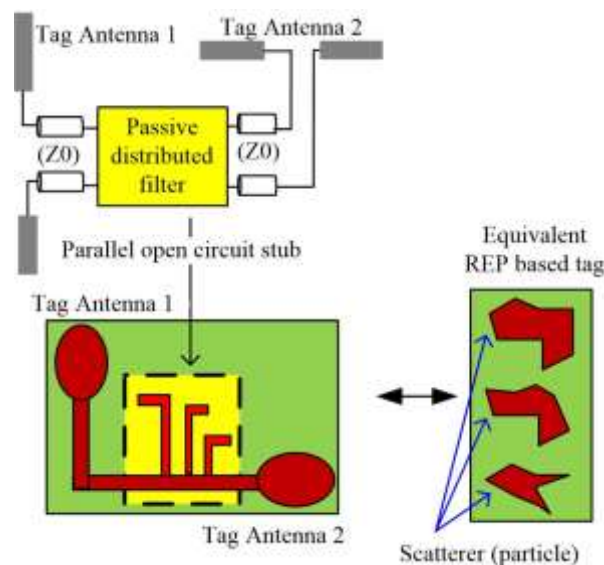 Tag Antenna 1
Tag Antenna 2
(Z0)
Passive
distributed
filter
(Z0)
Parallel open circuit stub
Tag Antenna 1
Tag Antenna 2
Equivalent
REP based tag
Scatterer (particle)